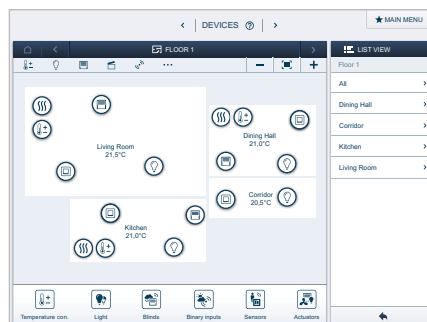 DEVICES
MAIN MENU
FLOOR 1
LIST VIEW
Floor 1
All
Dining Hall
Corridor
Kitchen
Living Room
Living Room
21,5°C
Dining Hall
21,0°C
Corridor
20,5°C
Kitchen
21,0°C
Temperature con.
Light
Blinds
Binary inputs
Sensors
Actuators